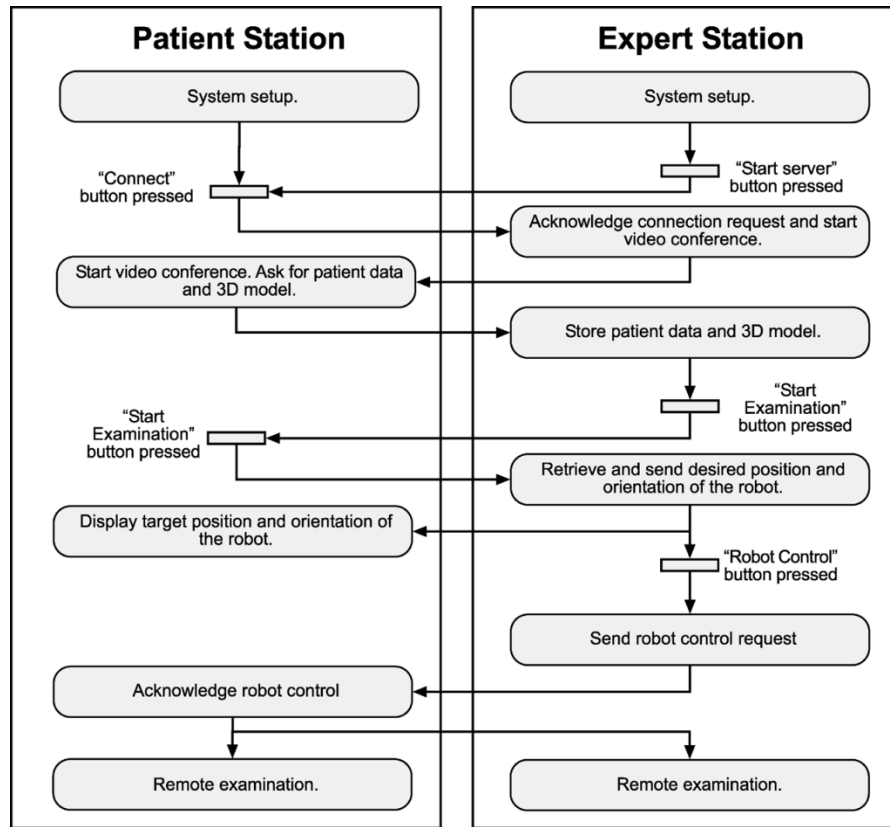 Patient Station
Expert Station
System setup.
System setup.
“Connect”
button pressed
“Start server”
button pressed
Acknowledge connection request and start
video conference.
Start video conference. Ask for patient data
and 3D model.
Store patient data and 3D model.
“Start
Examination”
button pressed
“Start
Examination”
button pressed
Retrieve and send desired position and
orientation of the robot.
Display target position and orientation of
the robot.
“Robot Control”
button pressed
Send robot control request
Acknowledge robot control
Remote examination.
Remote examination.